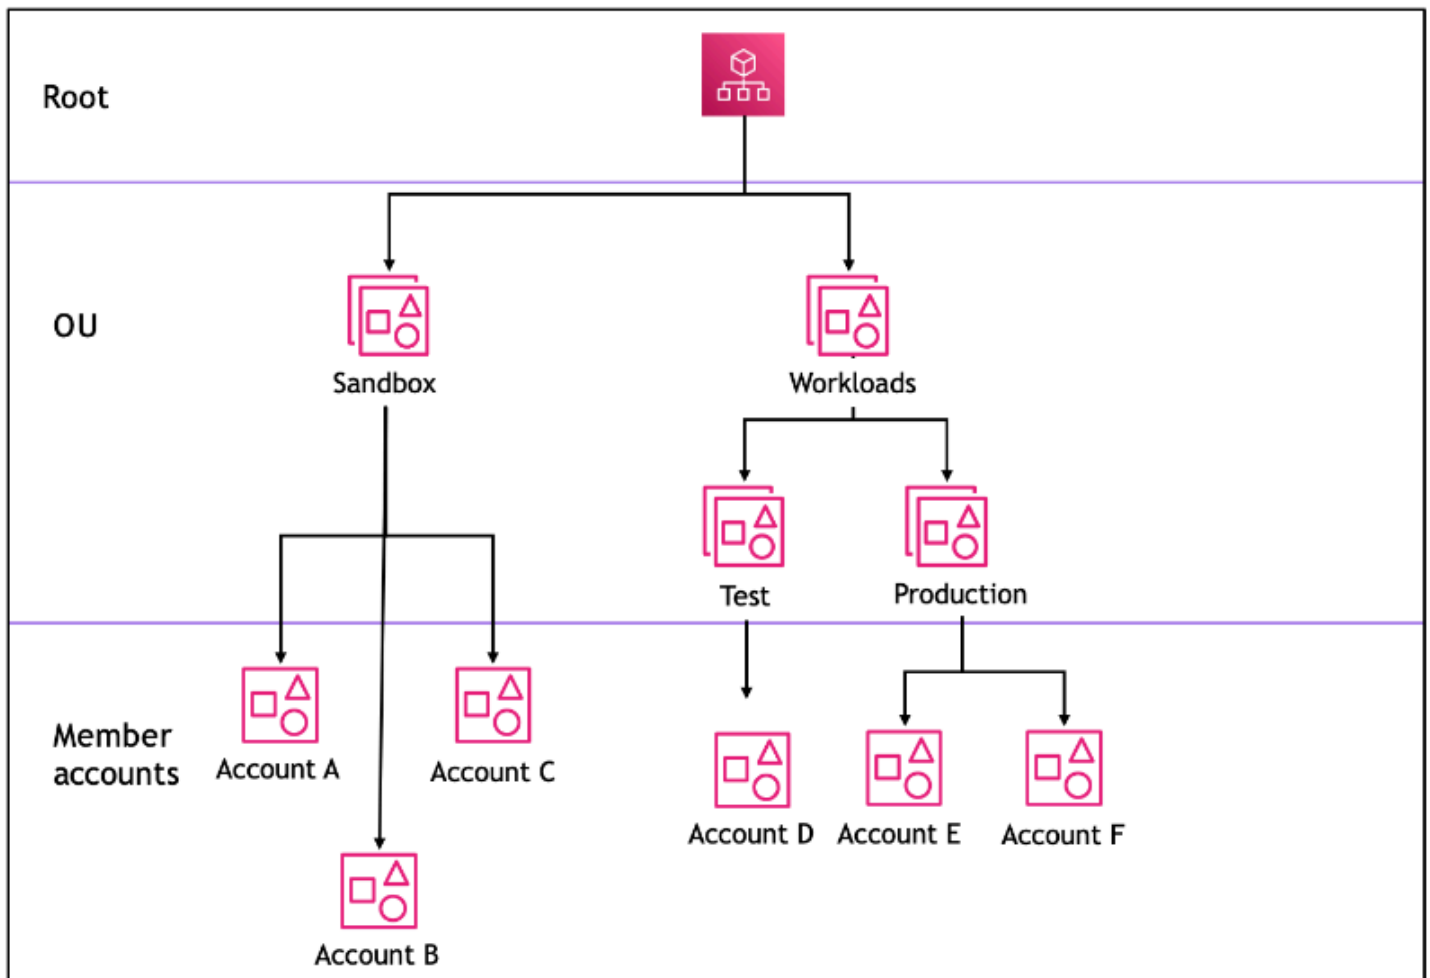 Root
OU
Sandbox
Workloads
Test
Production
Member
accounts
Account A
Account C
Account D
Account E
Account F
Account B